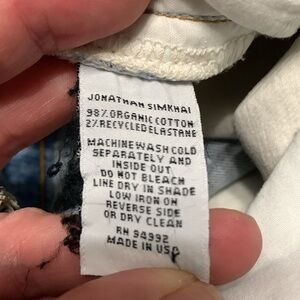 JONATHAN SIMKHAI
98% ORGANIC COTTON
2% RECYCLED ELASTANE
MACHINE WASH COLD
SEPARATELY AND
INSIDE OUT
DO NOT BLEACH
LINE DRY IN SHADE
LOW IRON ON
REVERSE SIDE
OR DRY CLEAN
RN 94992
MADE IN USA